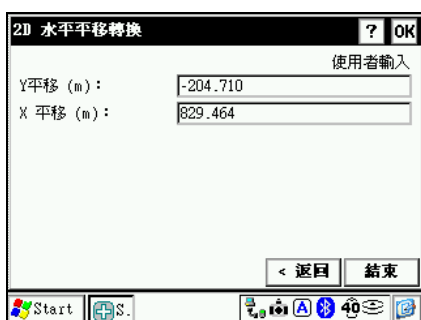 2D 水平平移轉換 ? OK
使用者輸入
Y平移 (m)： -204.710
X 平移 (m)： 829.464
< 返回 結束
Start S. A 40